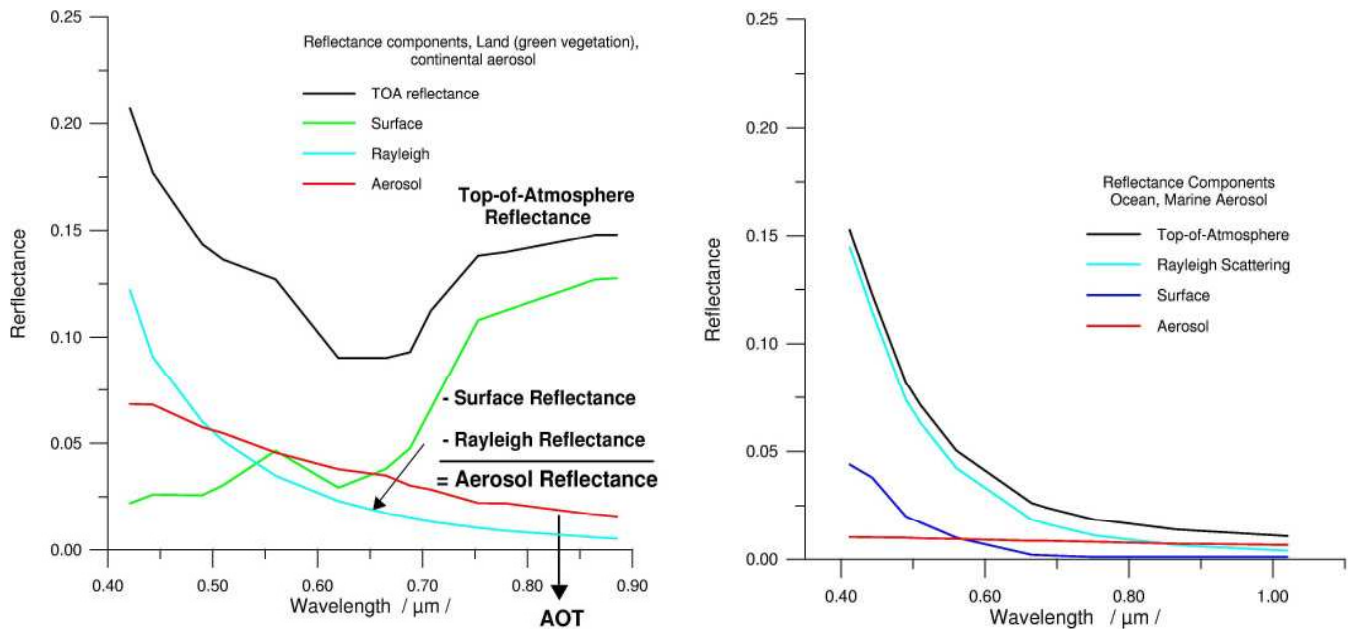 Reflectance components, Land (green vegetation),
continental aerosol
TOA reflectance
Surface
Rayleigh
Aerosol
Top-of-Atmosphere
Reflectance
- Surface Reflectance
- Rayleigh Reflectance
= Aerosol Reflectance
AOT
Rerflectance
0.25
0.20
0.15
0.10
0.05
0.00
0.40 0.50 0.60 0.70 0.80 0.90
Wavelength / µm /
Reflectance Components
Ocean, Marine Aerosol
Top-of-Atmosphere
Rayleigh Scattering
Surface
Aerosol
Reflectance
0.25
0.20
0.15
0.10
0.05
0.00
0.40 0.60 0.80 1.00
Wavelength / µm /